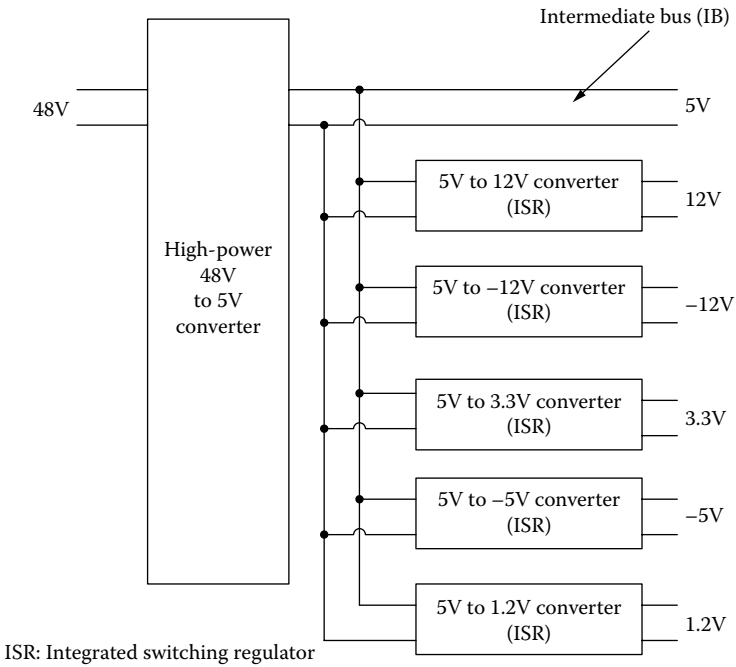 Intermediate bus (IB)
48V
5V
5V to 12V converter
(ISR)
12V
High-power
48V
to 5V
converter
5V to –12V converter
(ISR)
–12V
5V to 3.3V converter
(ISR)
3.3V
5V to –5V converter
(ISR)
–5V
5V to 1.2V converter
(ISR)
1.2V
ISR: Integrated switching regulator